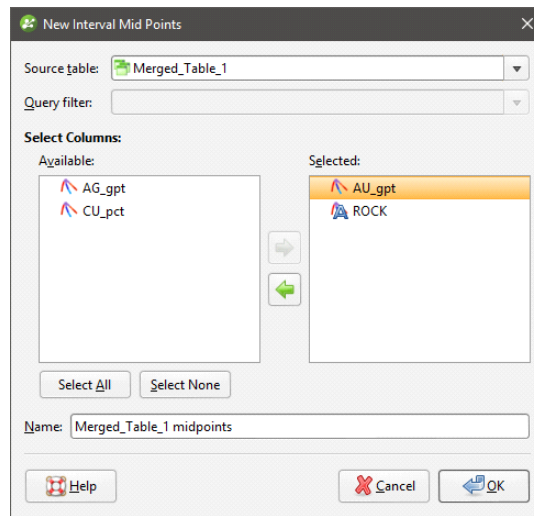 New Interval Mid Points
Source table: Merged_Table_1
Query filter:
Select Columns:
Available: Selected:
AG_gpt AU_gpt
CU_pct ROCK
Select All Select None
Name: Merged_Table_1 midpoints
Help Cancel OK